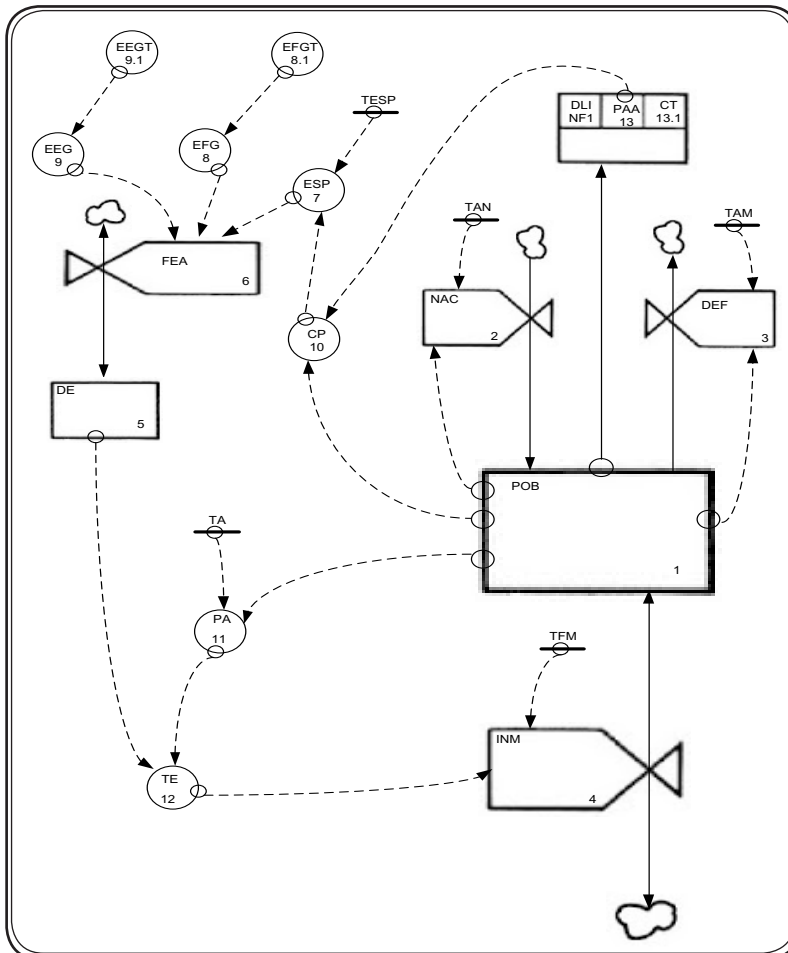 EEGT
9.1
EFGT
8.1
TESP
DLI
NF1
PAA
13
CT
13.1
EEG
9
EFG
8
ESP
7
TAN
TAM
FEA
6
NAC
2
DEF
3
CP
10
DE
5
POB
1
TA
PA
11
TFM
INM
4
TE
12